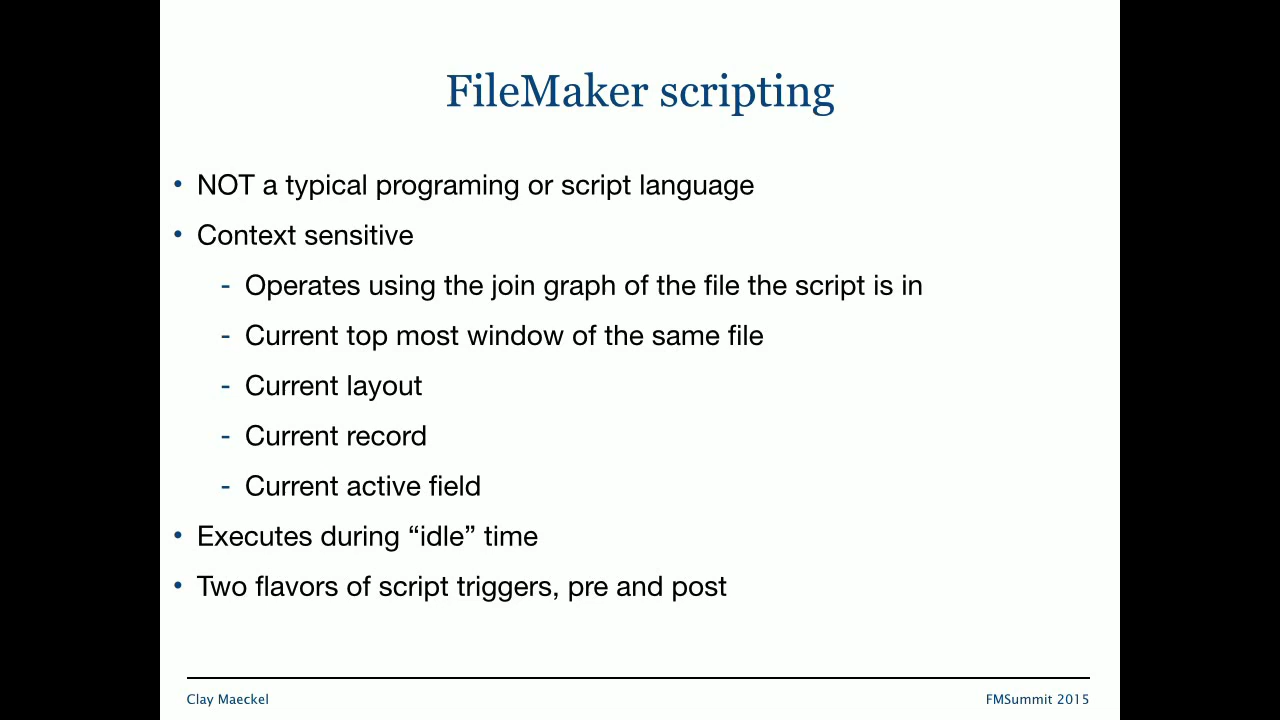 FileMaker scripting
• NOT a typical programing or script language
• Context sensitive
- Operates using the join graph of the file the script is in
- Current top most window of the same file
- Current layout
- Current record
- Current active field
• Executes during “idle” time
• Two flavors of script triggers, pre and post
Clay Maeckel
FMSummit 2015